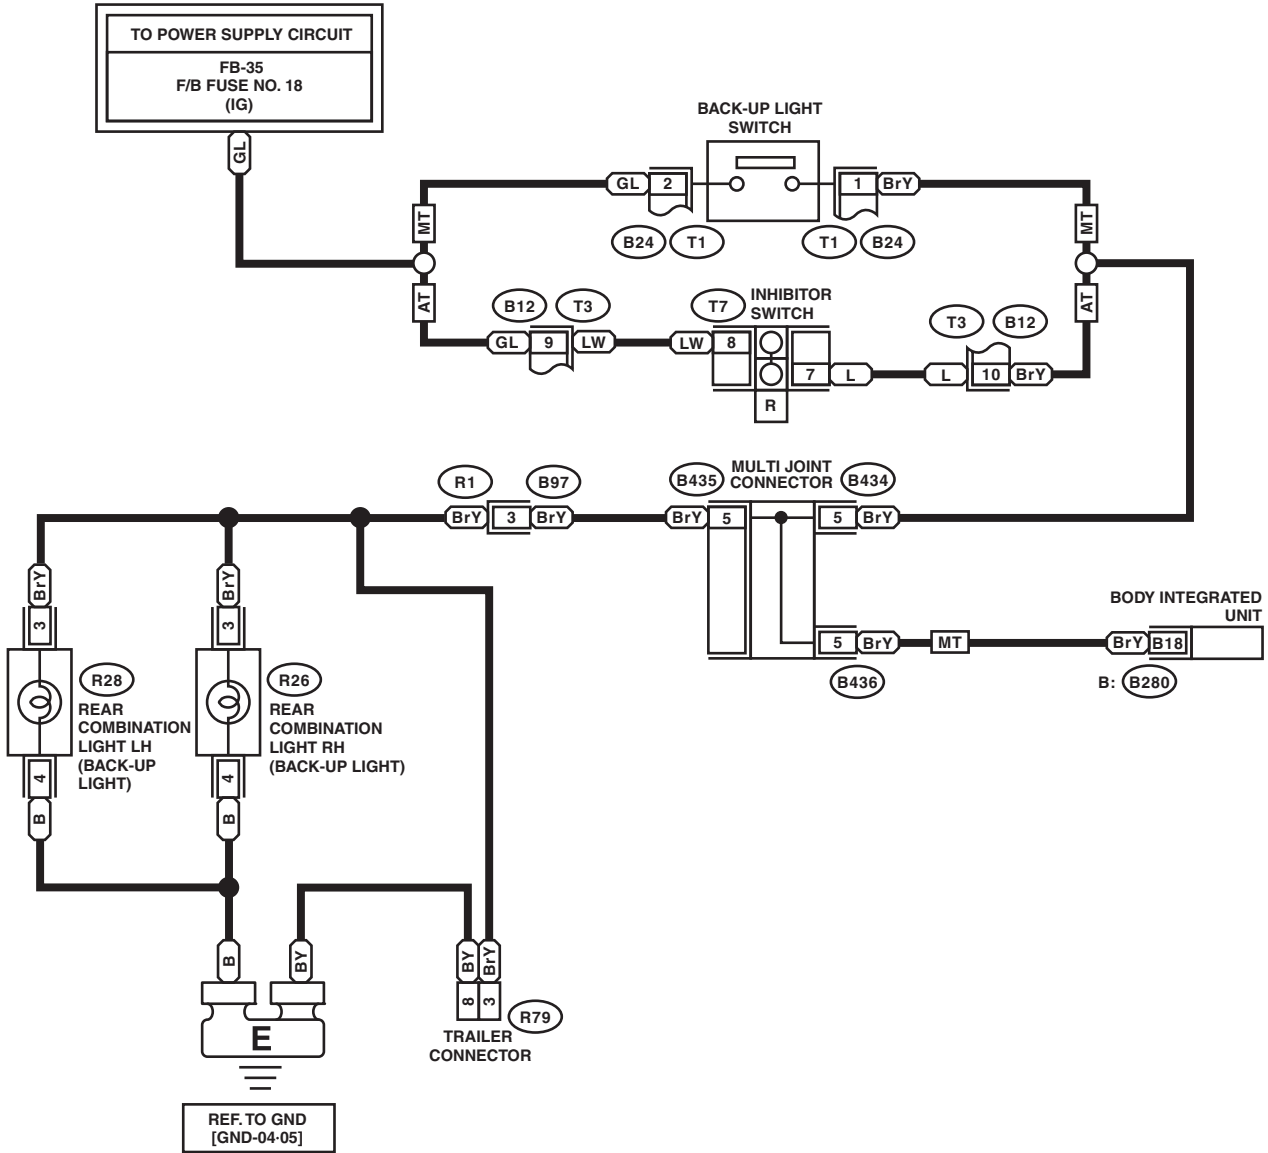 TO POWER SUPPLY CIRCUIT
FB-35
F/B FUSE NO. 18
(IG)
GL
BACK-UP LIGHT
SWITCH
MT
GL
2
1
BrY
MT
B24
T1
T1
B24
AT
B12
T3
T7
INHIBITOR
SWITCH
T3
B12
AT
GL
9
LW
LW
8
7
L
L
10
BrY
R
R1
B97
B435
MULTI JOINT
CONNECTOR
B434
BrY
3
BrY
BrY
5
5
BrY
BrY
BrY
3
3
BODY INTEGRATED
UNIT
5
BrY
MT
BrY
B18
B436
B:
B280
R28
REAR
COMBINATION
LIGHT LH
(BACK-UP
LIGHT)
R26
REAR
COMBINATION
LIGHT RH
(BACK-UP LIGHT)
4
4
B
B
B
BY
BY
BrY
8
3
R79
TRAILER
CONNECTOR
E
REF. TO GND
[GND-04-05]